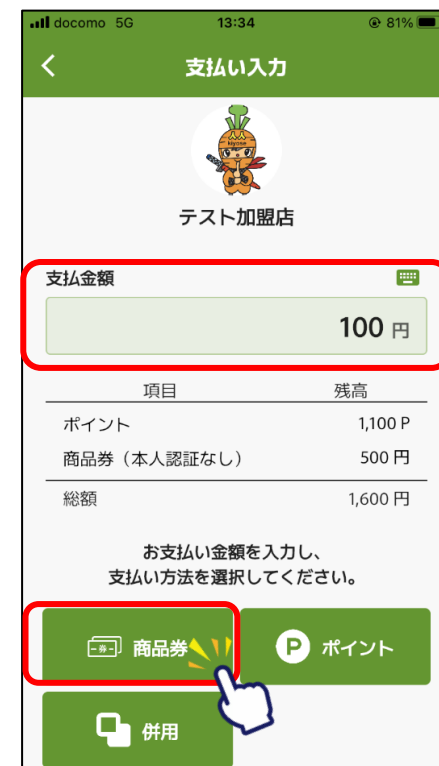 docomo 5G 13:34 81%
支払い入力
kiyose
テスト加盟店
支払金額
100 円
項目 残高
ポイント 1,100 P
商品券（本人認証なし） 500 円
総額 1,600 円
お支払い金額を入力し、
支払い方法を選択してください。
-券- 商品券 P ポイント
併用